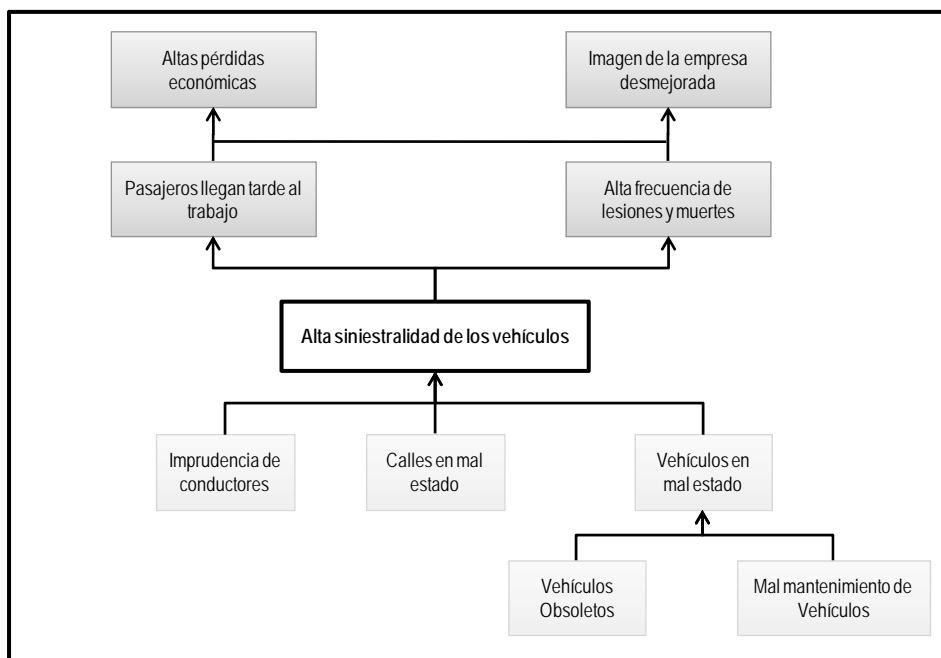 Altas pérdidas
económicas
Imagen de la empresa
desmejorada
Pasajeros llegan tarde al
trabajo
Alta frecuencia de
lesiones y muertes
Alta siniestralidad de los vehículos
Imprudencia de
conductores
Calles en mal
estado
Vehículos en
mal estado
Vehículos
Obsoletos
Mal mantenimiento de
Vehículos